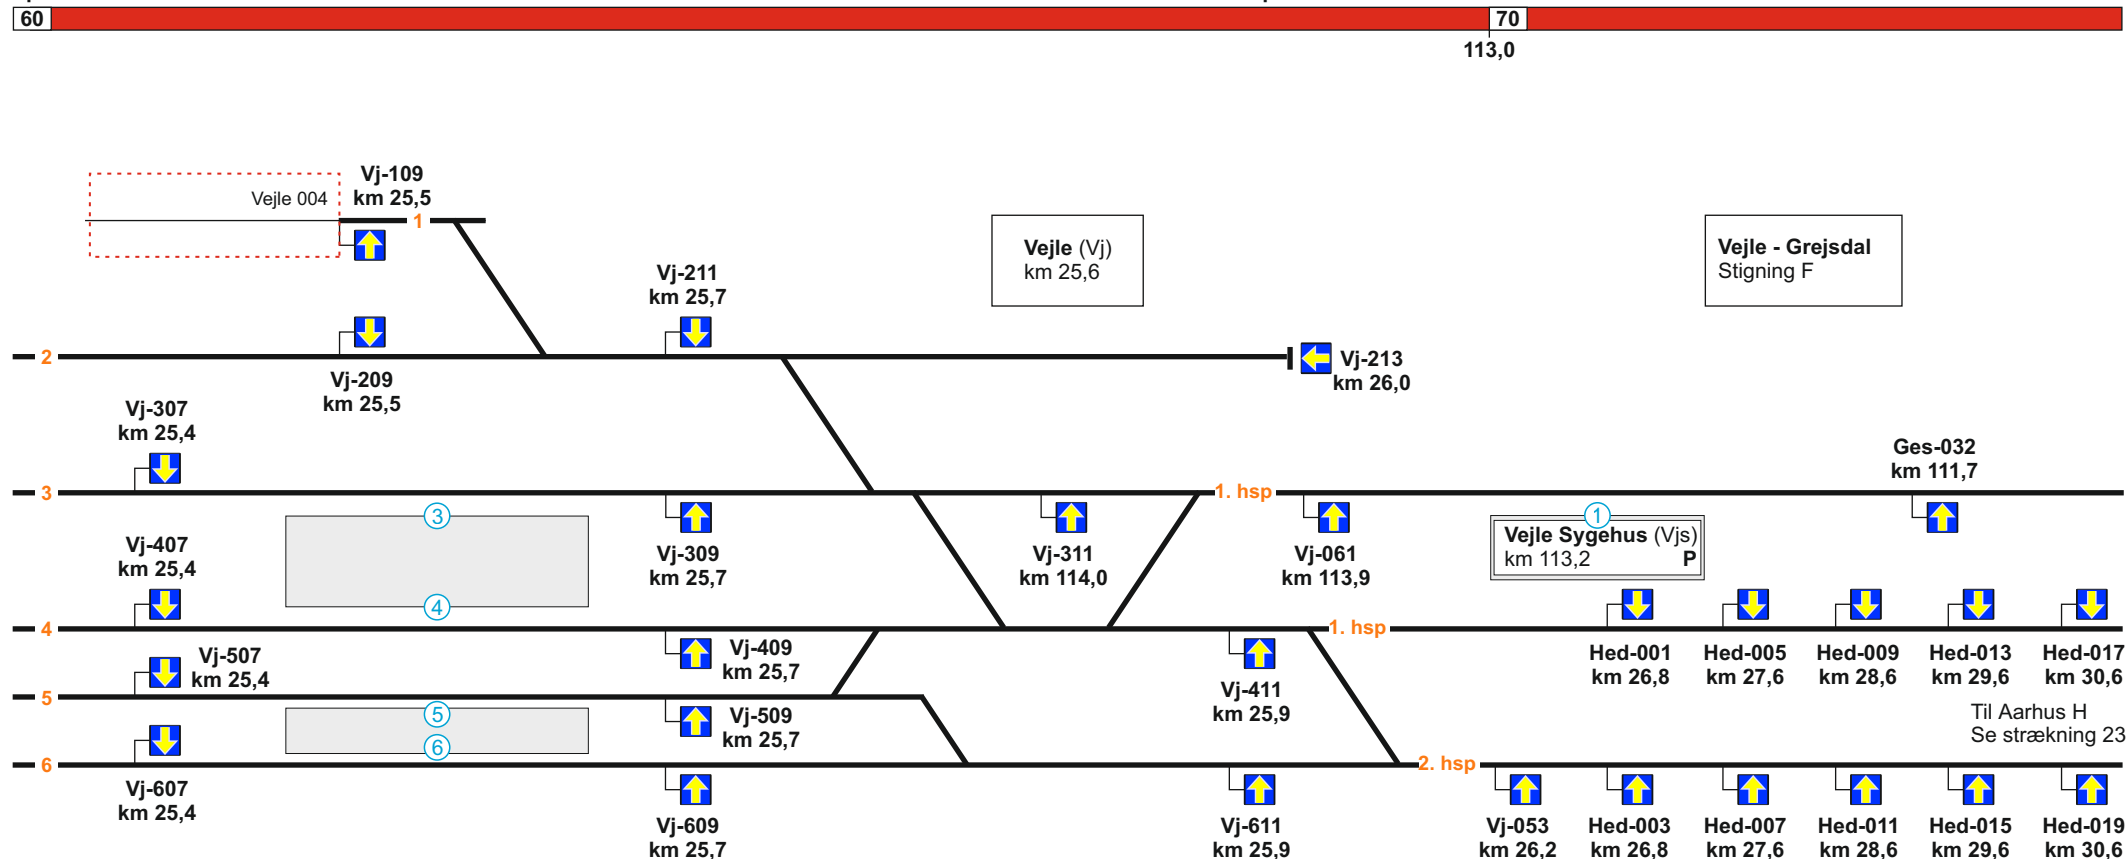 60
70
113,0
Vj-109
km 25,5
Vejle 004
1
Vj-211
km 25,7
Vejle (Vj)
km 25,6
Vejle - Grejsdal
Stigning F
2
Vj-209
km 25,5
Vj-213
km 26,0
Vj-307
km 25,4
Ges-032
km 111,7
3
1. hsp
3
Vj-309
km 25,7
Vj-311
km 114,0
Vj-061
km 113,9
1
Vejle Sygehus (Vjs)
km 113,2 P
Vj-407
km 25,4
4
4
1. hsp
Vj-507
km 25,4
Vj-409
km 25,7
Vj-411
km 25,9
Hed-001
km 26,8
Hed-005
km 27,6
Hed-009
km 28,6
Hed-013
km 29,6
Hed-017
km 30,6
5
5
6
Vj-509
km 25,7
Til Aarhus H
Se strækning 23
6
2. hsp
Vj-607
km 25,4
Vj-609
km 25,7
Vj-611
km 25,9
Vj-053
km 26,2
Hed-003
km 26,8
Hed-007
km 27,6
Hed-011
km 28,6
Hed-015
km 29,6
Hed-019
km 30,6